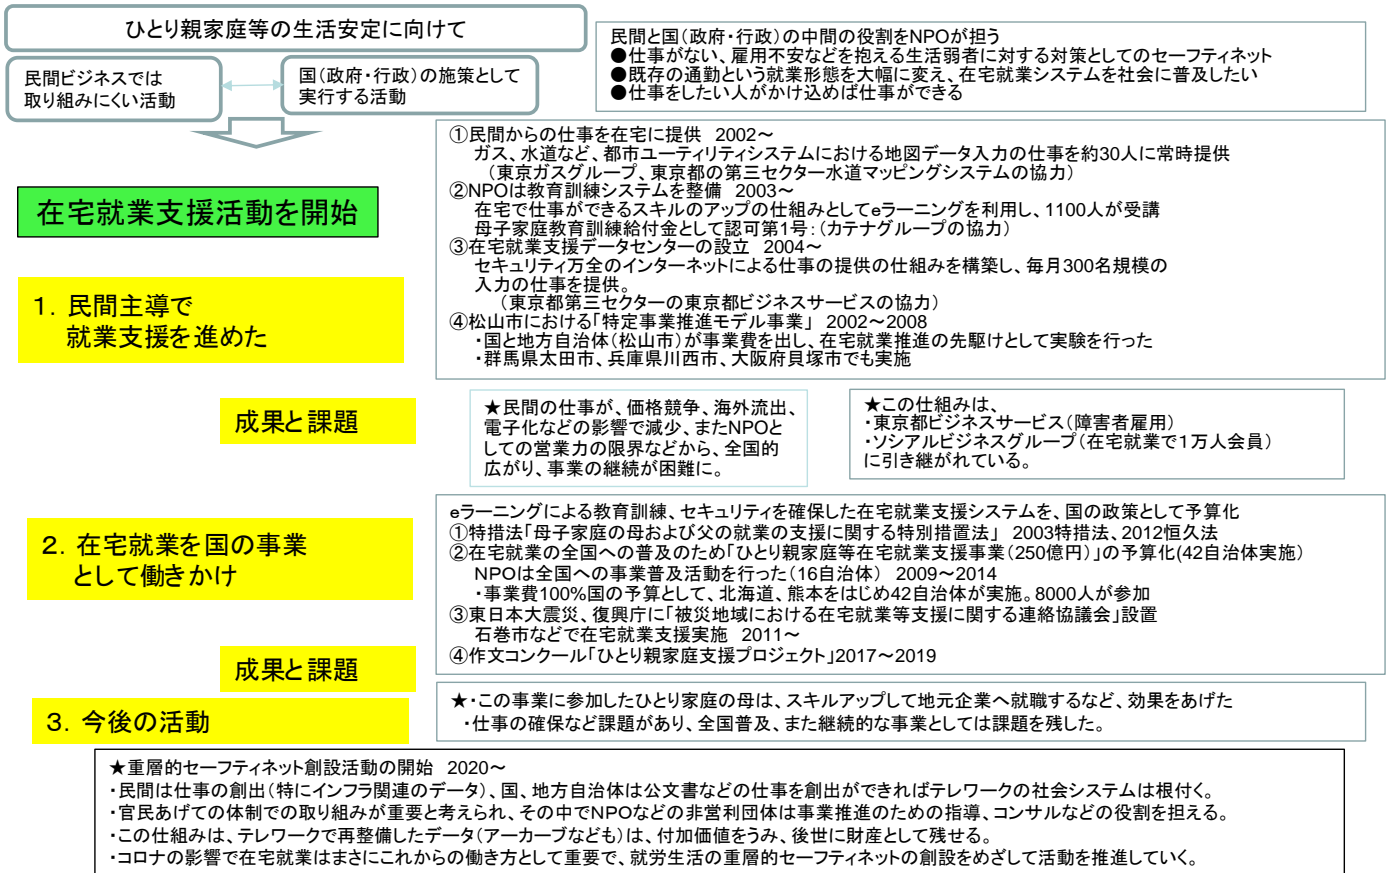 ひとり親家庭等の生活安定に向けて
民間ビジネスでは
取り組みにくい活動
国(政府・行政)の施策として
実行する活動
民間と国(政府・行政)の中間の役割をNPOが担う
●仕事がない、雇用不安などを抱える生活弱者に対する対策としてのセーフティネット
●既存の通勤という就業形態を大幅に変え、在宅就業システムを社会に普及したい
●仕事をしたい人がかけ込めば仕事ができる
在宅就業支援活動を開始
1．民間主導で
就業支援を進めた
①民間からの仕事を在宅に提供 2002～
ガス、水道など、都市ユーティリティシステムにおける地図データ入力の仕事を約30人に常時提供
(東京ガスグループ、東京都の第三セクター水道マッピングシステムの協力)
②NPOは教育訓練システムを整備 2003～
在宅で仕事ができるスキルのアップの仕組みとしてeラーニングを利用し、1100人が受講
母子家庭教育訓練給付金として認可第1号:(カテナグループの協力)
③在宅就業支援データセンターの設立 2004～
セキュリティ万全のインターネットによる仕事の提供の仕組みを構築し、毎月300名規模の
入力の仕事を提供。
(東京都第三セクターの東京都ビジネスサービスの協力)
④松山市における「特定事業推進モデル事業」 2002～2008
・国と地方自治体(松山市)が事業費を出し、在宅就業推進の先駆けとして実験を行った
・群馬県太田市、兵庫県川西市、大阪府貝塚市でも実施
成果と課題
★民間の仕事が、価格競争、海外流出、
電子化などの影響で減少、またNPOと
しての営業力の限界などから、全国的
広がり、事業の継続が困難に。
★この仕組みは、
・東京都ビジネスサービス(障害者雇用)
・ソシアルビジネスグループ(在宅就業で1万人会員)
に引き継がれている。
2．在宅就業を国の事業
として働きかけ
eラーニングによる教育訓練、セキュリティを確保した在宅就業支援システムを、国の政策として予算化
①特措法「母子家庭の母および父の就業の支援に関する特別措置法」 2003特措法、2012恒久法
②在宅就業の全国への普及のため「ひとり親家庭等在宅就業支援事業(250億円)」の予算化(42自治体実施)
NPOは全国への事業普及活動を行った(16自治体) 2009～2014
・事業費100%国の予算として、北海道、熊本をはじめ42自治体が実施。8000人が参加
③東日本大震災、復興庁に「被災地域における在宅就業等支援に関する連絡協議会」設置
石巻市などで在宅就業支援実施 2011～
④作文コンクール「ひとり親家庭支援プロジェクト」2017～2019
成果と課題
★・この事業に参加したひとり家庭の母は、スキルアップして地元企業へ就職するなど、効果をあげた
・仕事の確保など課題があり、全国普及、また継続的な事業としては課題を残した。
3．今後の活動
★重層的セーフティネット創設活動の開始 2020～
・民間は仕事の創出(特にインフラ関連のデータ)、国、地方自治体は公文書などの仕事を創出ができればテレワークの社会システムは根付く。
・官民あげての体制での取り組みが重要と考えられ、その中でNPOなどの非営利団体は事業推進のための指導、コンサルなどの役割を担える。
・この仕組みは、テレワークで再整備したデータ(アーカーブなども)は、付加価値をうみ、後世に財産として残せる。
・コロナの影響で在宅就業はまさにこれからの働き方として重要で、就労生活の重層的セーフティネットの創設をめざして活動を推進していく。